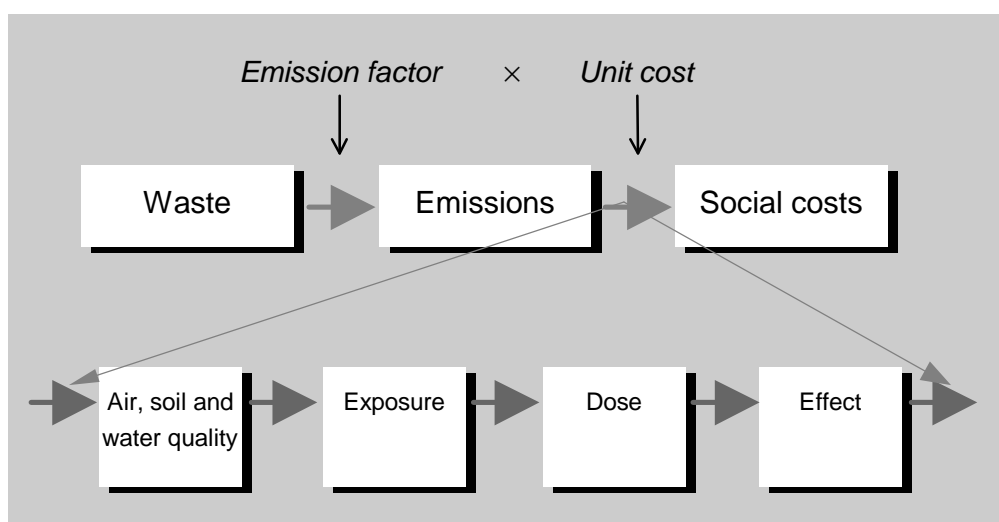 Emission factor × Unit cost
Waste Emissions Social costs
Air, soil and
water quality
Exposure
Dose
Effect